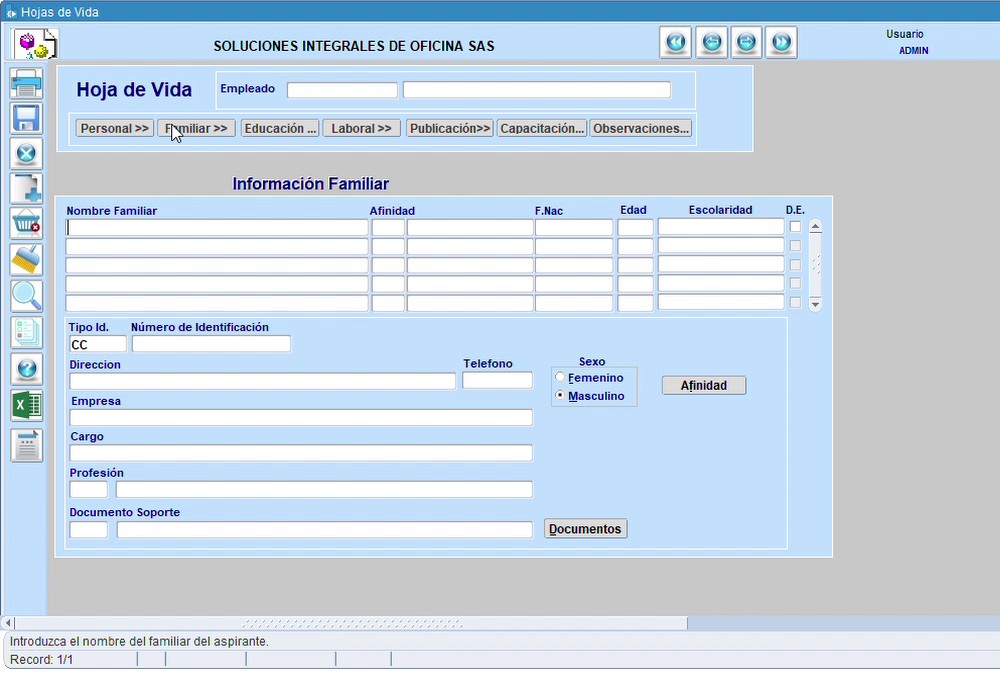 Hojas de Vida
SOLUCIONES INTEGRALES DE OFICINA SAS
Usuario
ADMIN
Hoja de Vida
Empleado
Personal >> Familiar >> Educación ... Laboral >> Publicación>> Capacitación... Observaciones...
Información Familiar
Nombre Familiar Afinidad F.Nac Edad Escolaridad D.E.
Tipo Id. Número de Identificación
CC
Direccion Telefono Sexo
Femenino
Masculino
Afinidad
Empresa
Cargo
Profesión
Documento Soporte
Documentos
Introduzca el nombre del familiar del aspirante.
Record: 1/1